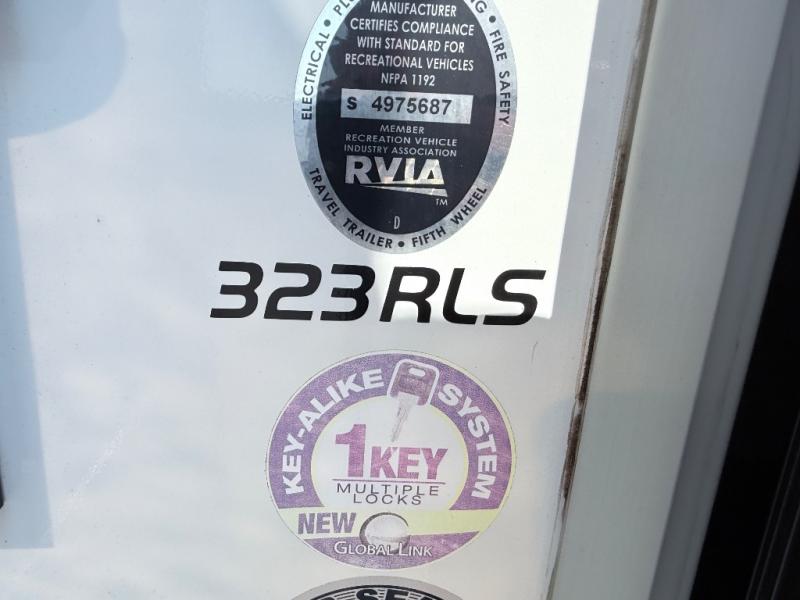 ELECTRICAL •
• FIRE SAFETY
MANUFACTURER
CERTIFIES COMPLIANCE
WITH STANDARD FOR
RECREATIONAL VEHICLES
NFPA 1192
S 4975687
MEMBER
RECREATION VEHICLE
INDUSTRY ASSOCIATION
RVIA
TM
D
TRAVEL TRAILER • FIFTH WHEEL
323RLS
KEY-ALIKE SYSTEM
1KEY
MULTIPLE
LOCKS
NEW
GLOBAL LINK